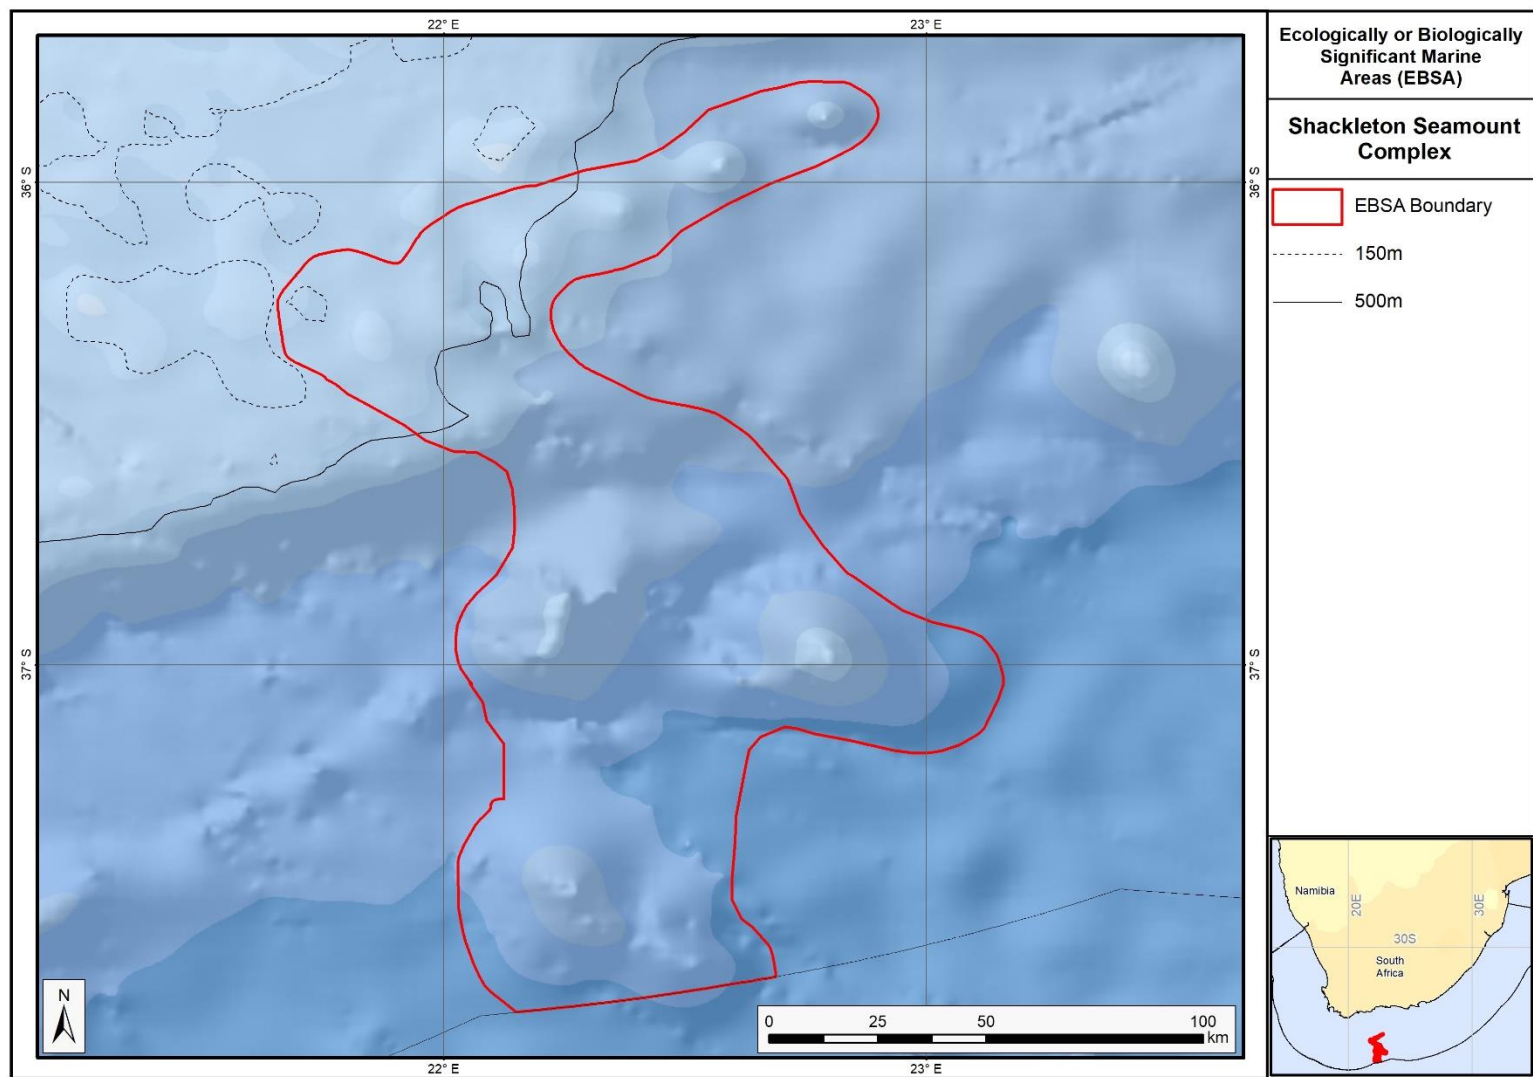 22° E
23° E
36° S
36° S
37° S
37° S
22° E
23° E
N
0
25
50
100
km
Ecologically or Biologically
Significant Marine
Areas (EBSA)
Shackleton Seamount
Complex
EBSA Boundary
150m
500m
Namibia
20E
30E
30S
South
Africa